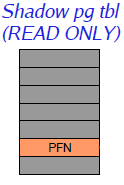 Shadow pg tbl
(READ ONLY)
PFN